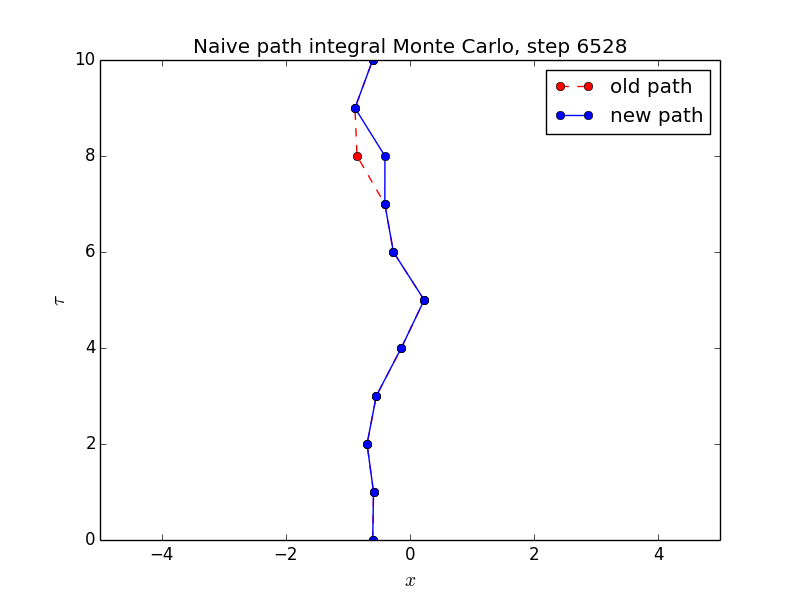 Naive path integral Monte Carlo, step 6528
old path
new path
10
8
6
4
2
0
τ
−4 −2 0 2 4
x